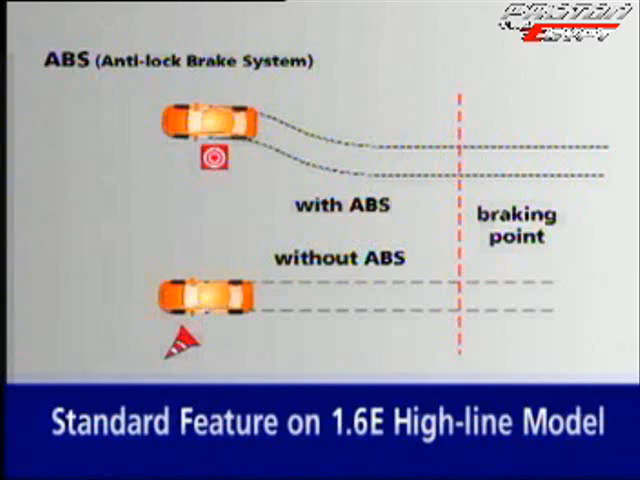 PROTON
ABS (Anti-lock Brake System)
with ABS
braking
point
without ABS
Standard Feature on 1.6E High-line Model